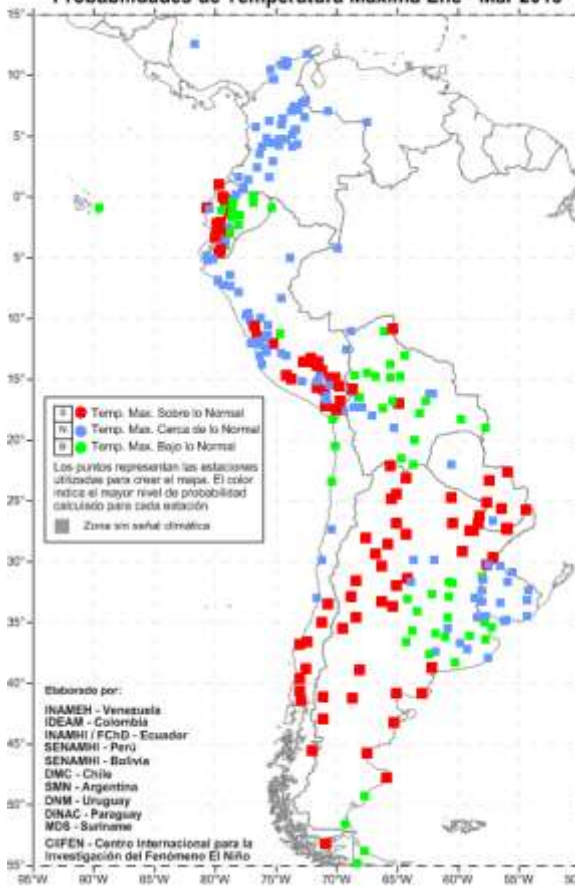 Probabilidades de Temperatura Máxima Ene - Mar 2016
15°
10°
5°
0°
5°
10°
15°
20°
25°
30°
35°
40°
45°
50°
55°
95°W
90°W
85°W
80°W
75°W
70°W
65°W
60°W
55°W
50°W
45°W
40°W
35°W
S Temp. Max. Sobre lo Normal
N Temp. Max. Cerca de lo Normal
B Temp. Max. Bajo lo Normal
Los puntos representan las estaciones
utilizadas para crear el mapa. El color
indica el mayor nivel de probabilidad
calculado para cada estación
Zona sin señal climática
Elaborado por:
INAMEH - Venezuela
IDEAM - Colombia
INAMHI / FChD - Ecuador
SENAMHI - Perú
SENAMHI - Bolivia
DMC - Chile
SMN - Argentina
DNM - Uruguay
DINAC - Paraguay
MDS - Suriname
CIIFEN - Centro Internacional para la
Investigación del Fenómeno El Niño